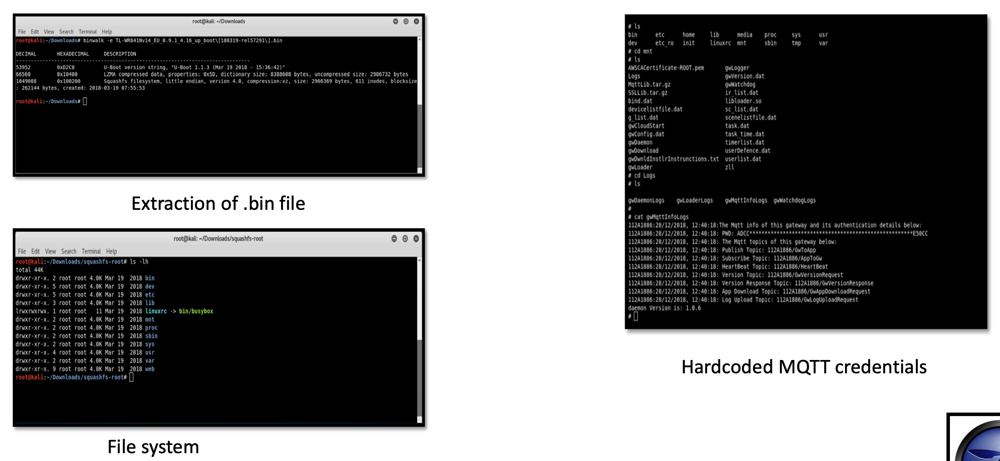 root@kali: ~/Downloads
File Edit View Search Terminal Help
root@kali:~/Downloads# binwalk -e TL-WR841Nv14_EU_0.9.1_4.16_up_boot\[180319-rel57291\].bin
DECIMAL HEXADECIMAL DESCRIPTION
--------------------------------------------------------------------------------
53952 0xD2C0 U-Boot version string, "U-Boot 1.1.3 (Mar 19 2018 - 15:36:42)"
66560 0x10400 LZMA compressed data, properties: 0x5D, dictionary size: 8388608 bytes, uncompressed size: 2986732 bytes
1049088 0x100200 Squashfs filesystem, little endian, version 4.0, compression:xz, size: 2966369 bytes, 611 inodes, blocksize
: 262144 bytes, created: 2018-03-19 07:55:53
root@kali:~/Downloads#
Extraction of .bin file
root@kali: ~/Downloads/squashfs-root
File Edit View Search Terminal Help
root@kali:~/Downloads/squashfs-root# ls -lh
total 44K
drwxr-xr-x. 2 root root 4.0K Mar 19 2018 bin
drwxr-xr-x. 5 root root 4.0K Mar 19 2018 dev
drwxr-xr-x. 5 root root 4.0K Mar 19 2018 etc
drwxr-xr-x. 3 root root 4.0K Mar 19 2018 lib
lrwxrwxrwx. 1 root root 11 Mar 19 2018 linuxrc -> bin/busybox
drwxr-xr-x. 2 root root 4.0K Mar 19 2018 mnt
drwxr-xr-x. 2 root root 4.0K Mar 19 2018 proc
drwxr-xr-x. 2 root root 4.0K Mar 19 2018 sbin
drwxr-xr-x. 2 root root 4.0K Mar 19 2018 sys
drwxr-xr-x. 4 root root 4.0K Mar 19 2018 usr
drwxr-xr-x. 2 root root 4.0K Mar 19 2018 var
drwxr-xr-x. 9 root root 4.0K Mar 19 2018 web
root@kali:~/Downloads/squashfs-root#
File system
# ls
bin etc home lib media proc sys usr
dev etc_ro init linuxrc mnt sbin tmp var
# cd mnt
# ls
AWSCACertificate-ROOT.pem gwLogger
Logs gwVersion.dat
MqttLib.tar.gz gwWatchdog
SSLLib.tar.gz ir_list.dat
bind.dat libloader.so
devicelistfile.dat sc_list.dat
g_list.dat scenelistfile.dat
gwCloudStart task.dat
gwConfig.dat task_time.dat
gwDaemon timerlist.dat
gwDownload userDefence.dat
gwDwnldInstlrInstrunctions.txt userlist.dat
gwLoader zll
# cd Logs
# ls
gwDaemonLogs gwLoaderLogs gwMqttInfoLogs gwWatchdogLogs
#
# cat gwMqttInfoLogs
112A1886:28/12/2018, 12:40:18:The Mqtt info of this gateway and its authentication details below:
112A1886:28/12/2018, 12:40:18: PWD: ADCC******************************************************E50CC
112A1886:28/12/2018, 12:40:18: The Mqtt topics of this gateway below:
112A1886:28/12/2018, 12:40:18: Publish Topic: 112A1886/GwToApp
112A1886:28/12/2018, 12:40:18: Subscribe Topic: 112A1886/AppToGw
112A1886:28/12/2018, 12:40:18: HeartBeat Topic: 112A1886/HeartBeat
112A1886:28/12/2018, 12:40:18: Version Topic: 112A1886/GwVersionRequest
112A1886:28/12/2018, 12:40:18: Version Response Topic: 112A1886/GwVersionResponse
112A1886:28/12/2018, 12:40:18: App Download Topic: 112A1886/GwAppDownloadRequest
112A1886:28/12/2018, 12:40:18: Log Upload Topic: 112A1886/GwLogUploadRequest
daemon Version is: 1.0.6
#
Hardcoded MQTT credentials